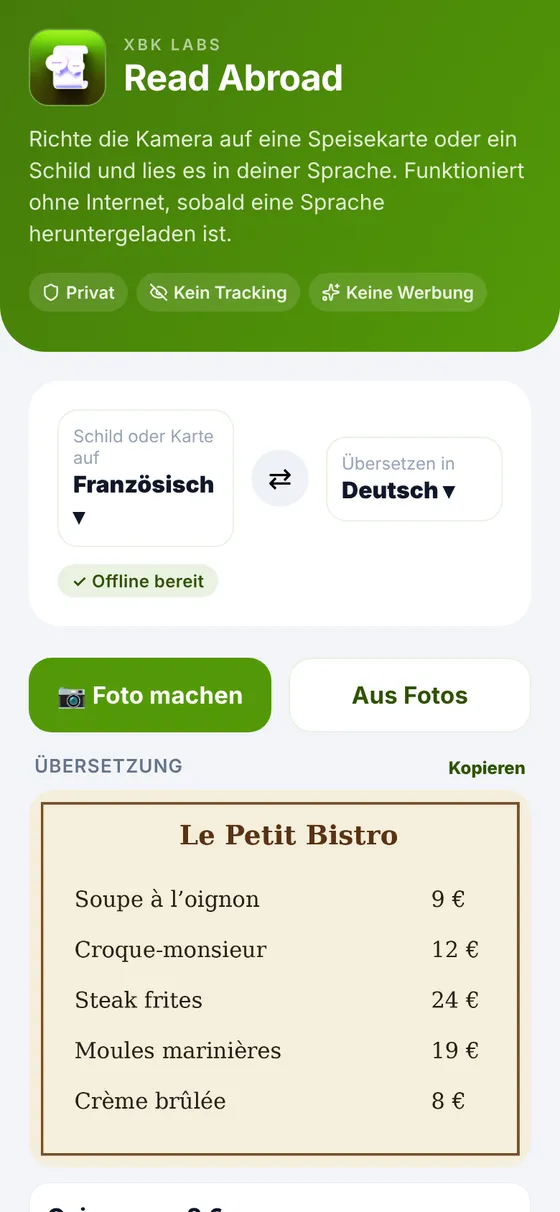 XBK LABS
Read Abroad
Richte die Kamera auf eine Speisekarte oder ein
Schild und lies es in deiner Sprache. Funktioniert
ohne Internet, sobald eine Sprache
heruntergeladen ist.
Privat
Kein Tracking
Keine Werbung
Schild oder Karte
auf
Französisch
▼
⇄
Übersetzen in
Deutsch ▼
✓ Offline bereit
📷 Foto machen
Aus Fotos
ÜBERSETZUNG
Kopieren
Le Petit Bistro
Soupe à l’oignon 9 €
Croque-monsieur 12 €
Steak frites 24 €
Moules marinières 19 €
Crème brûlée 8 €